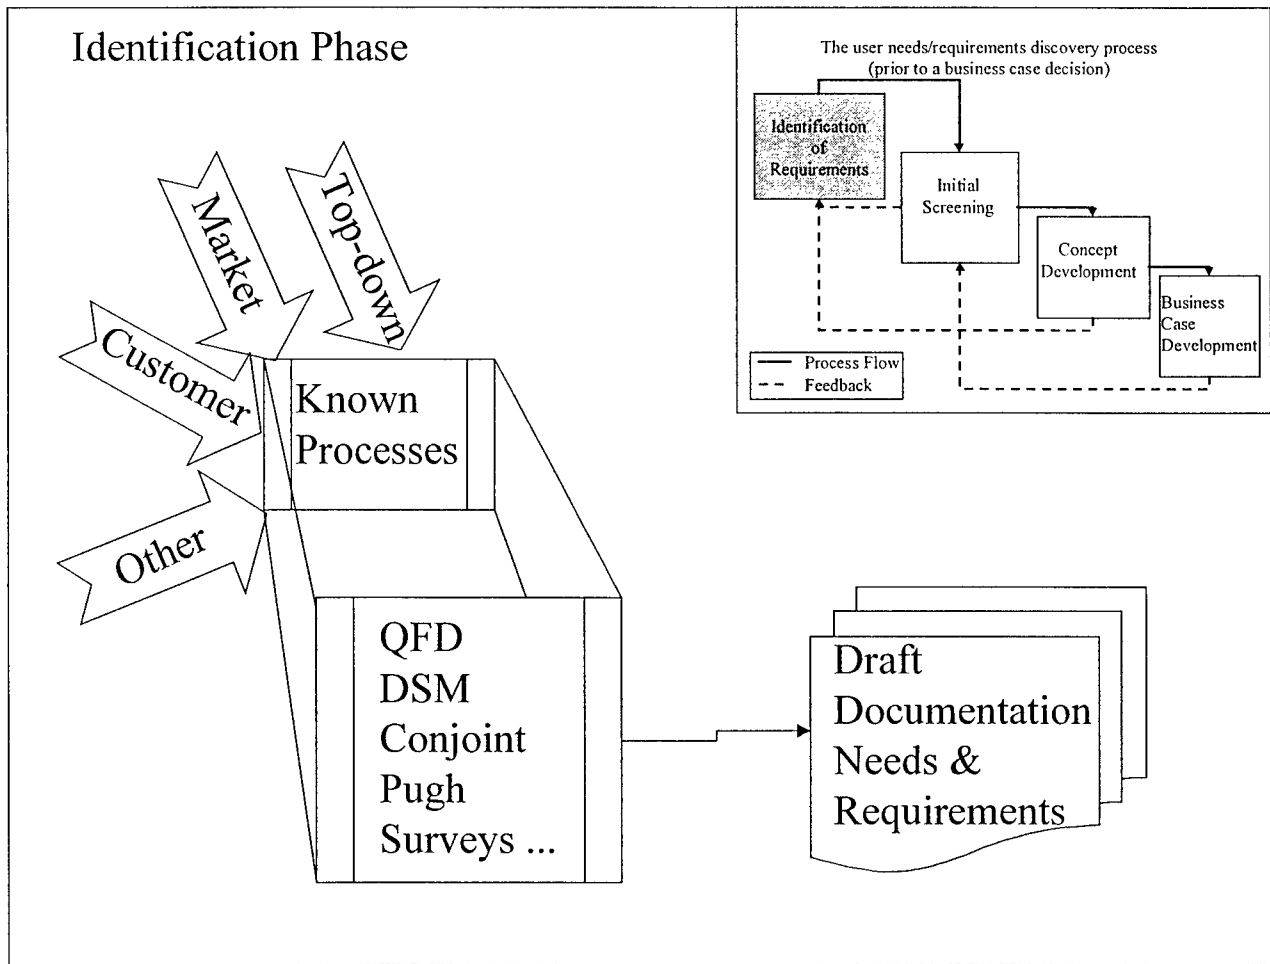 Identification Phase
The user needs/requirements discovery process
(prior to a business case decision)
Identification
of
Requirements
Initial
Screening
Concept
Development
Business
Case
Development
Process Flow
Feedback
Top-down
Market
Customer
Other
Known
Processes
QFD
DSM
Conjoint
Pugh
Surveys ...
Draft
Documentation
Needs &
Requirements